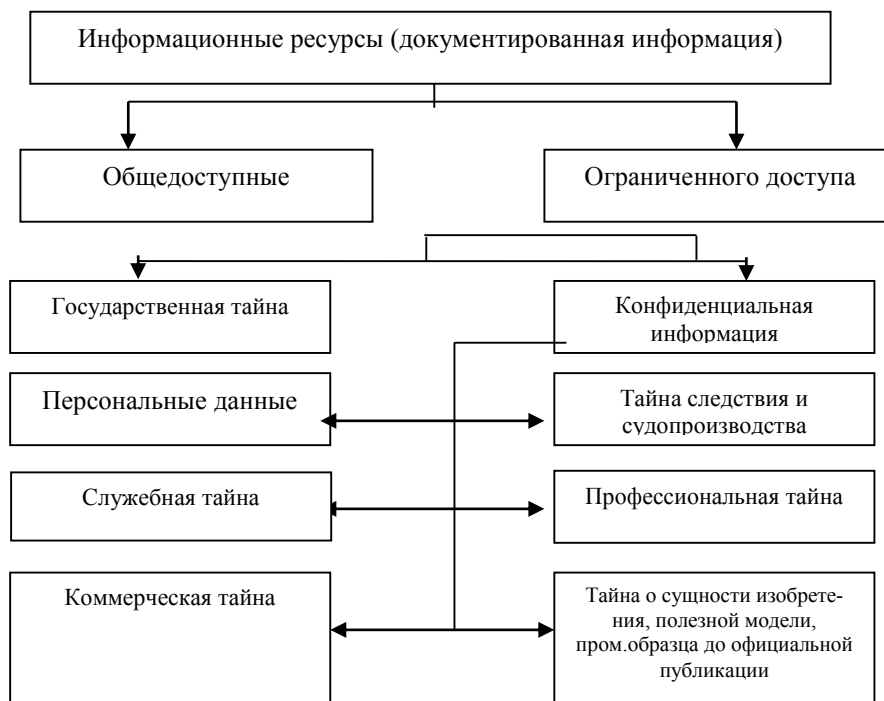 Информационные ресурсы (документированная информация)
Общедоступные
Ограниченного доступа
Государственная тайна
Конфиденциальная
информация
Персональные данные
Тайна следствия и
судопроизводства
Служебная тайна
Профессиональная тайна
Коммерческая тайна
Тайна о сущности изобрете-
ния, полезной модели,
пром.образца до официальной
публикации